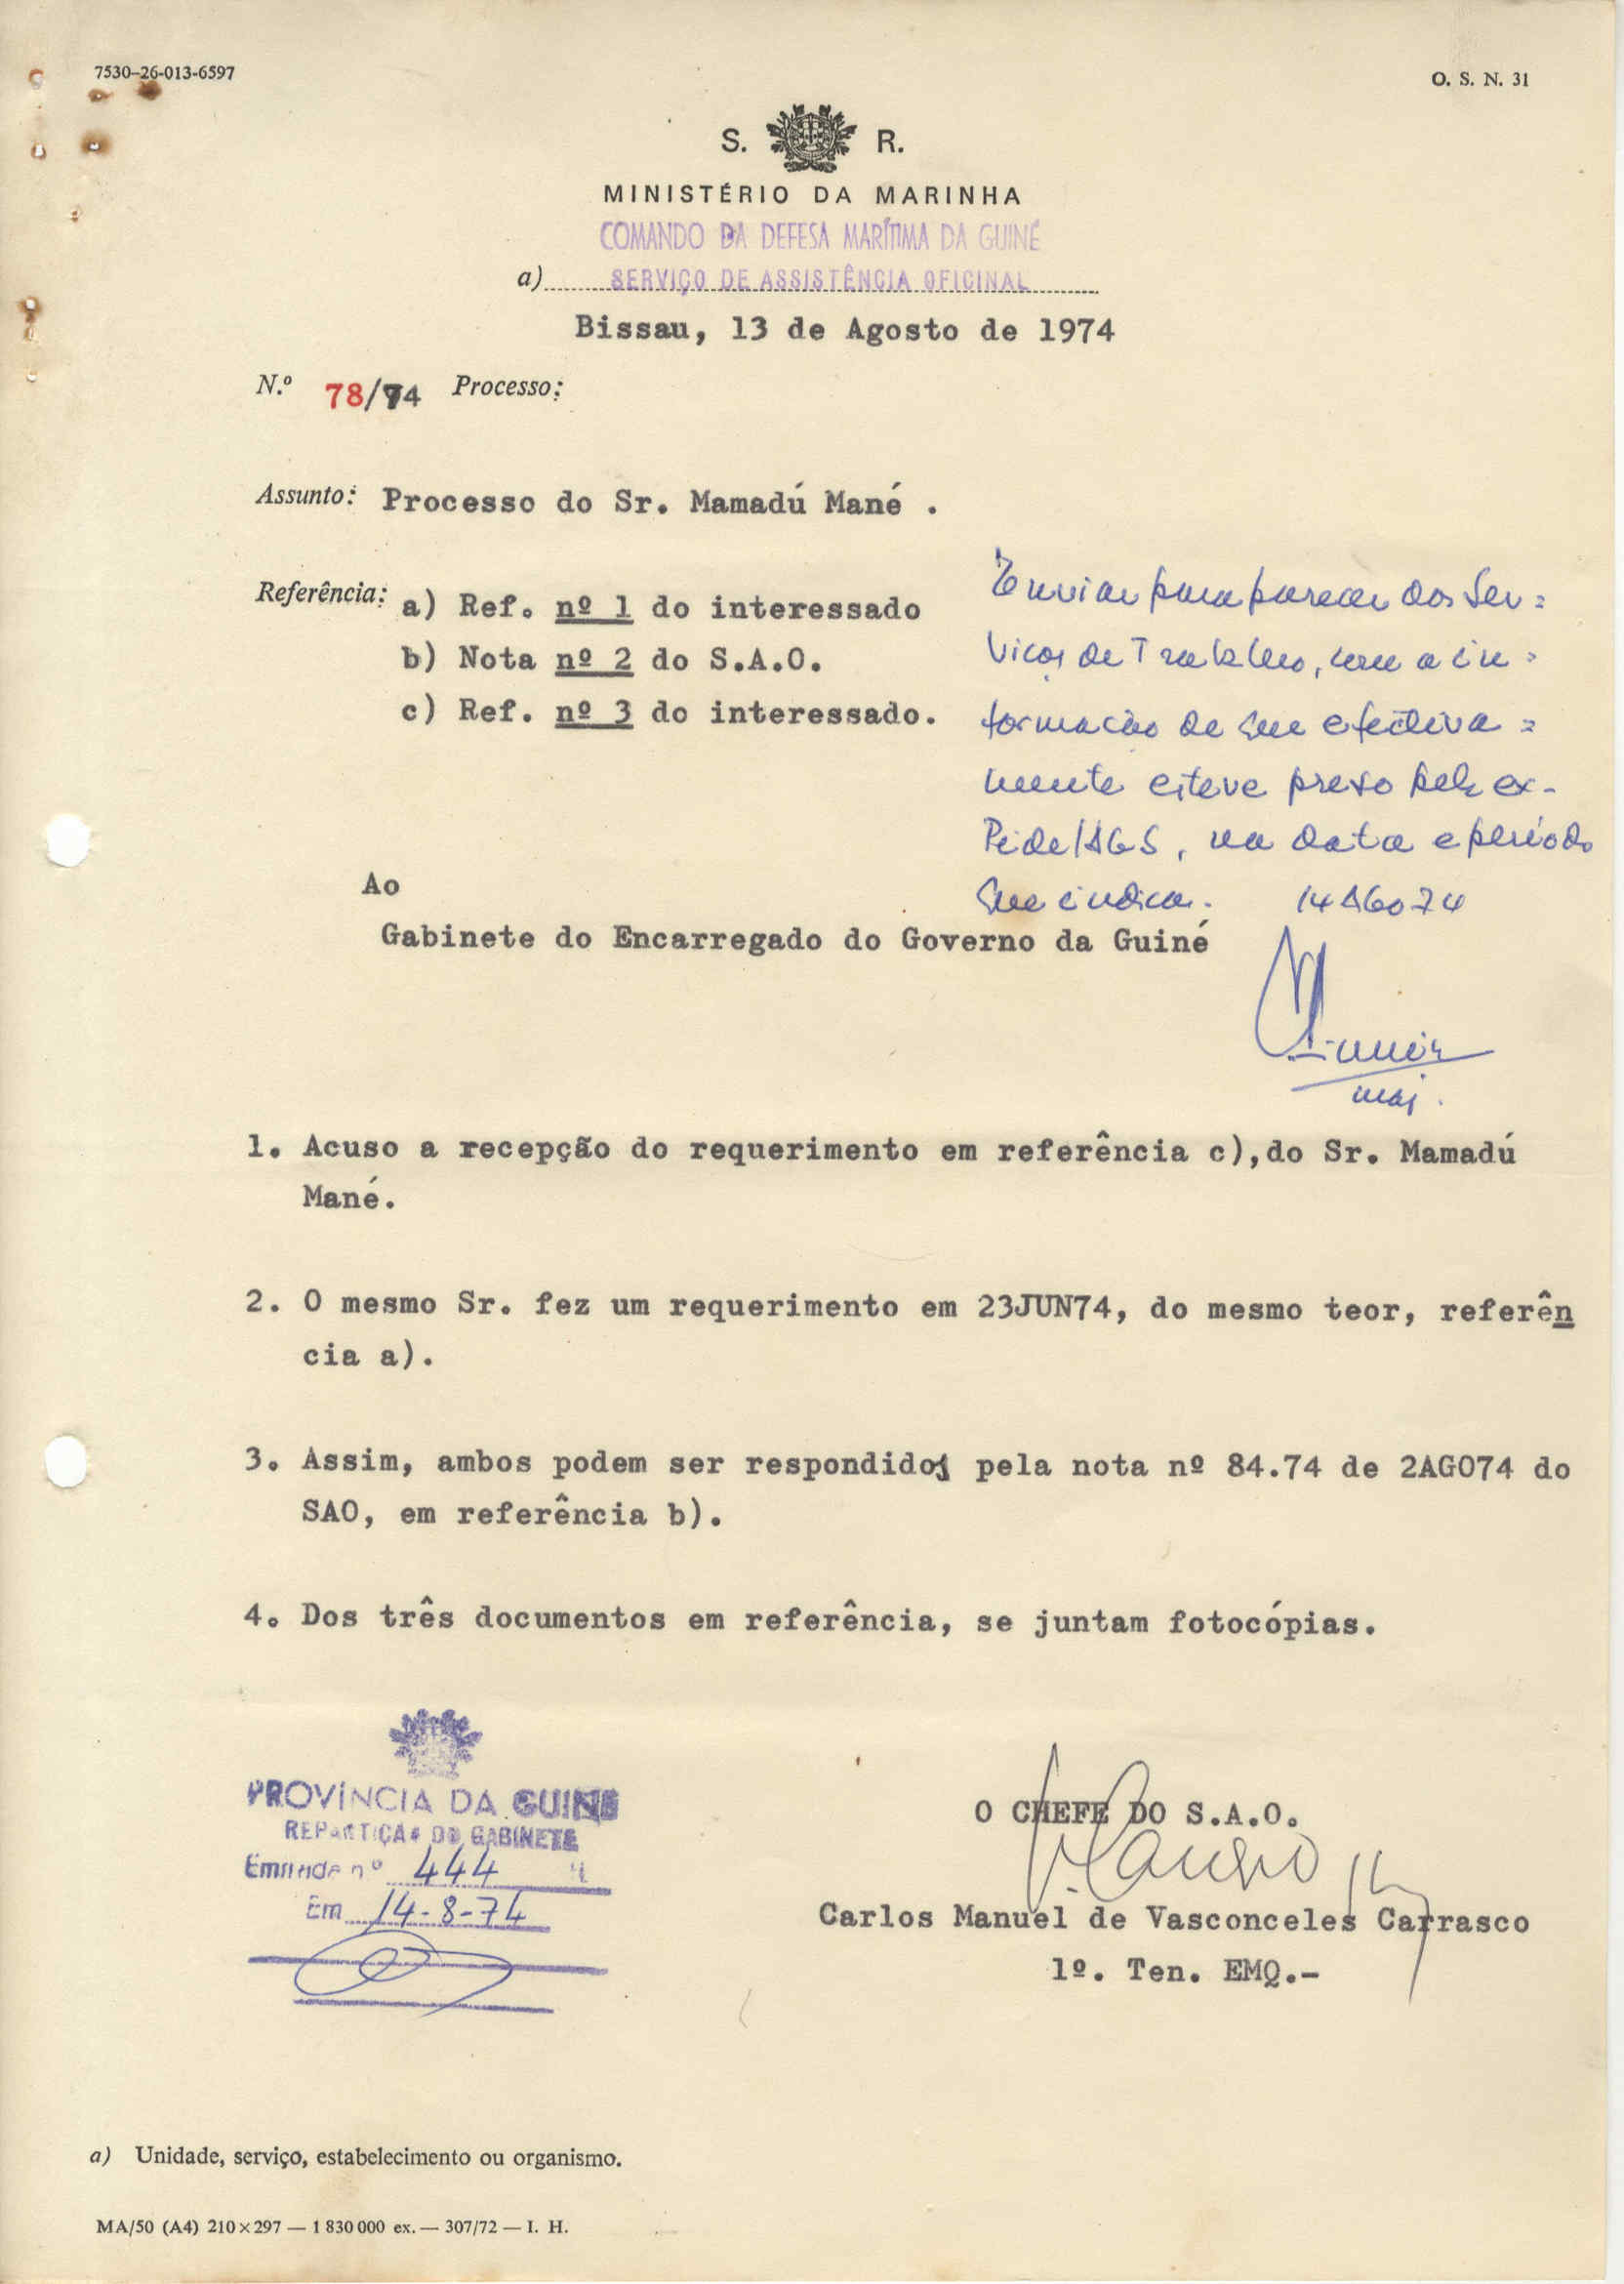 7530-26-013-6597
O. S. N. 31
S. R.
MINISTÉRIO DA MARINHA
COMANDO DA DEFESA MARÍTIMA DA GUINÉ
a) SERVIÇO DE ASSISTÊNCIA OFICINAL
Bissau, 13 de Agosto de 1974
N.º 78/74 Processo:
Assunto: Processo do Sr. Mamadú Mané .
Referência: a) Ref. nº 1 do interessado
b) Nota nº 2 do S.A.O.
c) Ref. nº 3 do interessado.
Enviar para parecer dos Ser=
viços de Trabalho, com a in=
formação de que efectiva=
mente esteve preso pela ex-
Pide/DGS, na data e período
que indica. 14AGO74
maj.
Ao
Gabinete do Encarregado do Governo da Guiné
1. Acuso a recepção do requerimento em referência c),do Sr. Mamadú
Mané.
2. O mesmo Sr. fez um requerimento em 23JUN74, do mesmo teor, referên
cia a).
3. Assim, ambos podem ser respondidos pela nota nº 84.74 de 2AGO74 do
SAO, em referência b).
4. Dos três documentos em referência, se juntam fotocópias.
PROVÍNCIA DA GUINÉ
REPARTIÇÃO DO GABINETE
Entrada nº 444
Em 14-8-74
O CHEFE DO S.A.O.
Carlos Manuel de Vasconceles Carrasco
1º. Ten. EMQ.-
a) Unidade, serviço, estabelecimento ou organismo.
MA/50 (A4) 210×297 — 1 830 000 ex. — 307/72 — I. H.